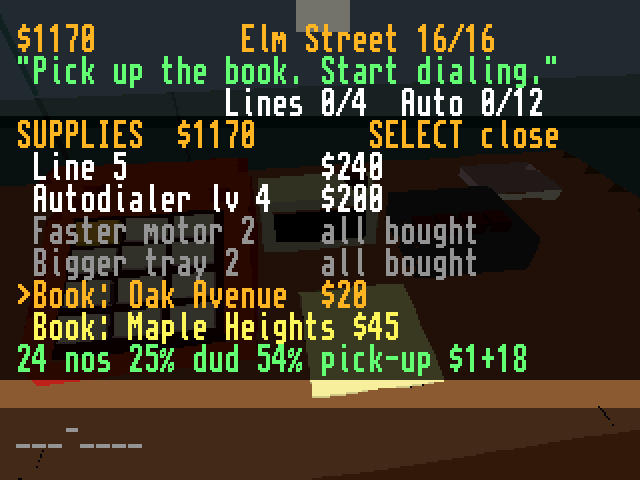 $1170 Elm Street 16/16
"Pick up the book. Start dialing."
Lines 0/4 Auto 0/12
SUPPLIES $1170 SELECT close
Line 5 $240
Autodialer lv 4 $200
Faster motor 2 all bought
Bigger tray 2 all bought
>Book: Oak Avenue $20
Book: Maple Heights $45
24 nos 25% dud 54% pick-up $1+18
___-____